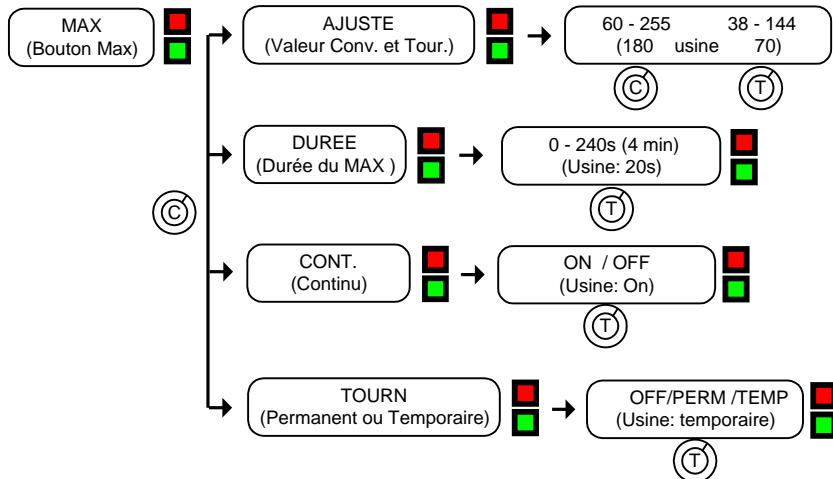 MAX
(Bouton Max)
AJUSTE
(Valeur Conv. et Tour.)
60 - 255 38 - 144
(180 usine 70)
C T
DUREE
(Durée du MAX )
0 - 240s (4 min)
(Usine: 20s)
T
C
CONT.
(Continu)
ON / OFF
(Usine: On)
T
TOURN
(Permanent ou Temporaire)
OFF/PERM /TEMP
(Usine: temporaire)
T